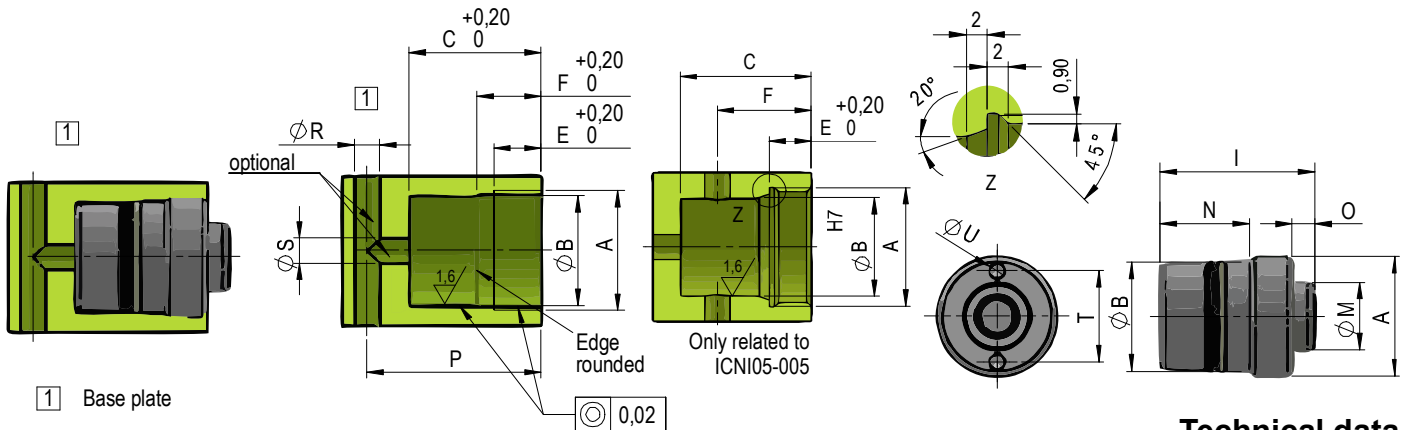 1
1 Base plate
+0,20
C 0
+0,20
F 0
+0,20
E 0
1
ØR
optional
ØS
1,6
ØB
A
P
Edge
rounded
◎ 0,02
C
F
+0,20
E 0
Z
1,6
ØB
H7
A
Only related to
ICNI05-005
2
2
0,90
20°
45°
Z
ØU
T
I
N
O
ØB
ØM
A
Technical data